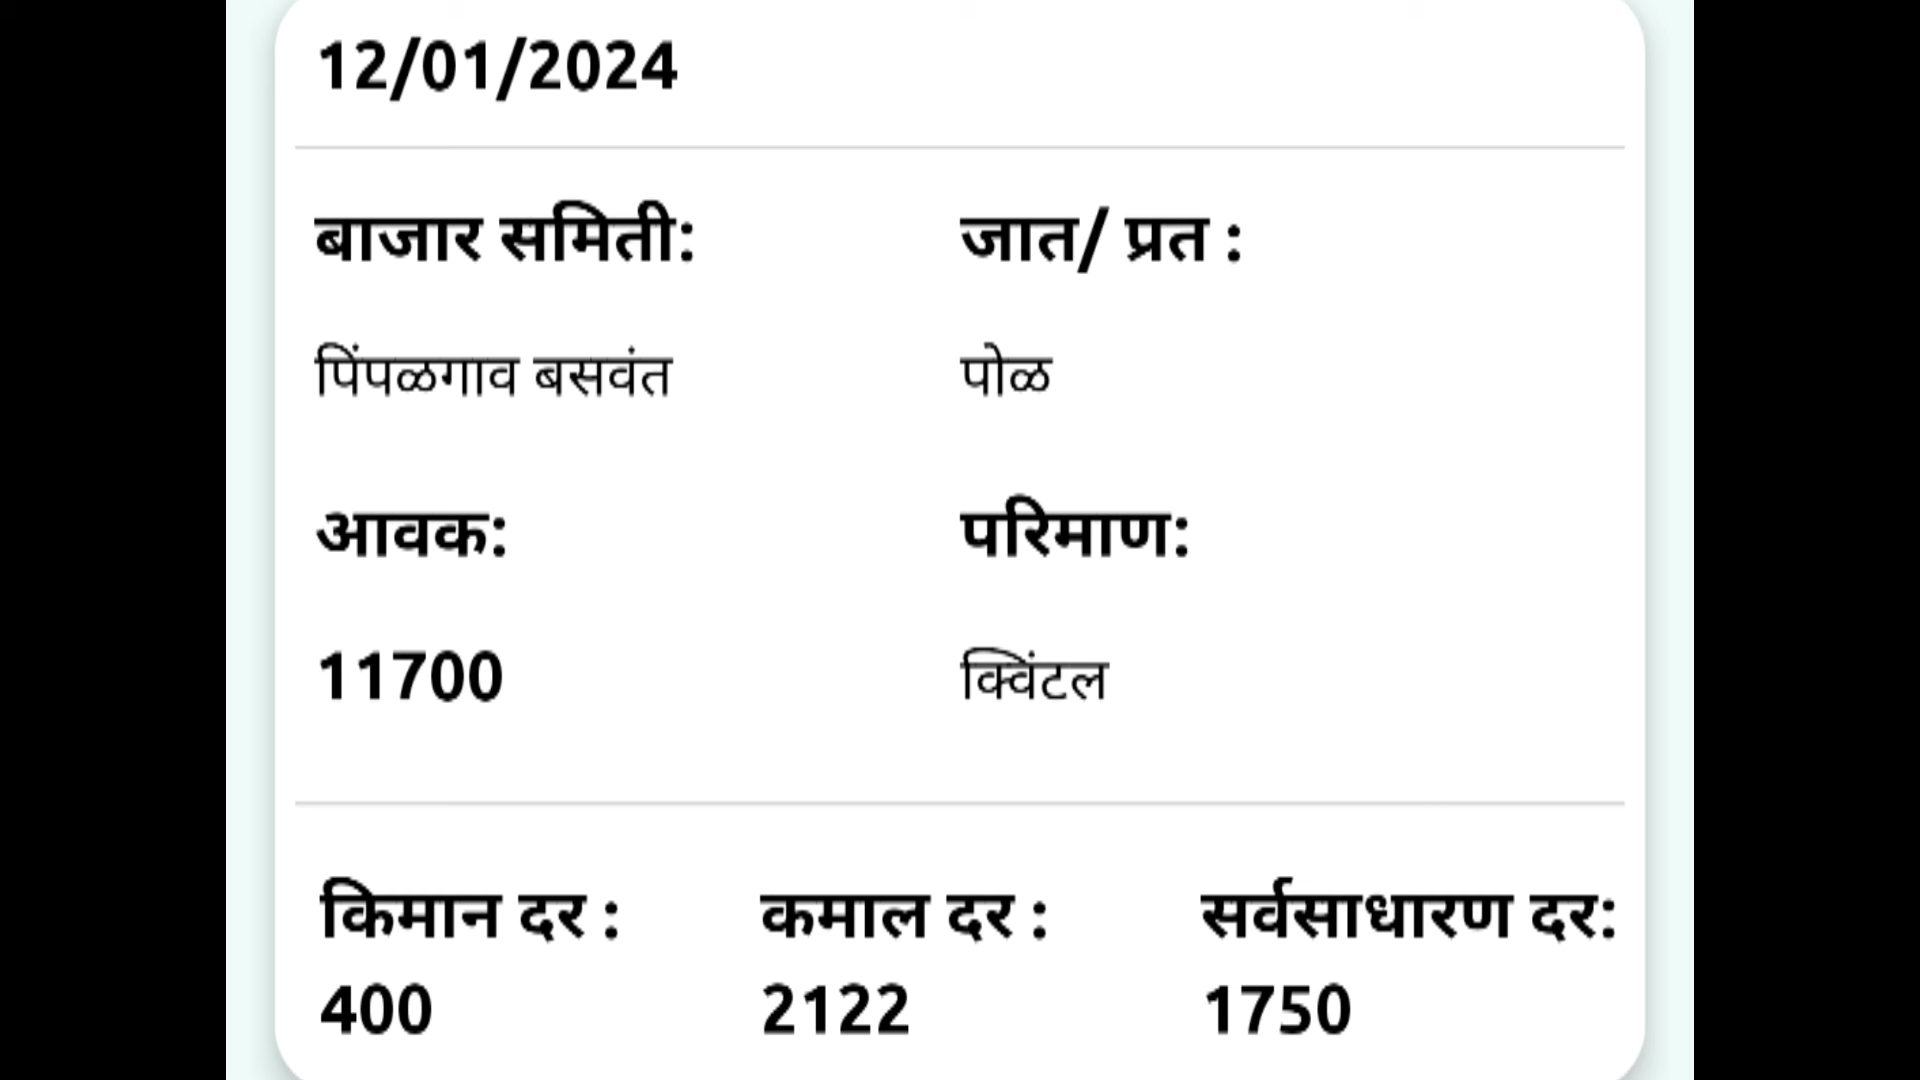 12/01/2024
बाजार समिती: जात/ प्रत :
पिंपळगाव बसवंत पोळ
आवक: परिमाण:
11700 क्विंटल
किमान दर : कमाल दर : सर्वसाधारण दर:
400 2122 1750